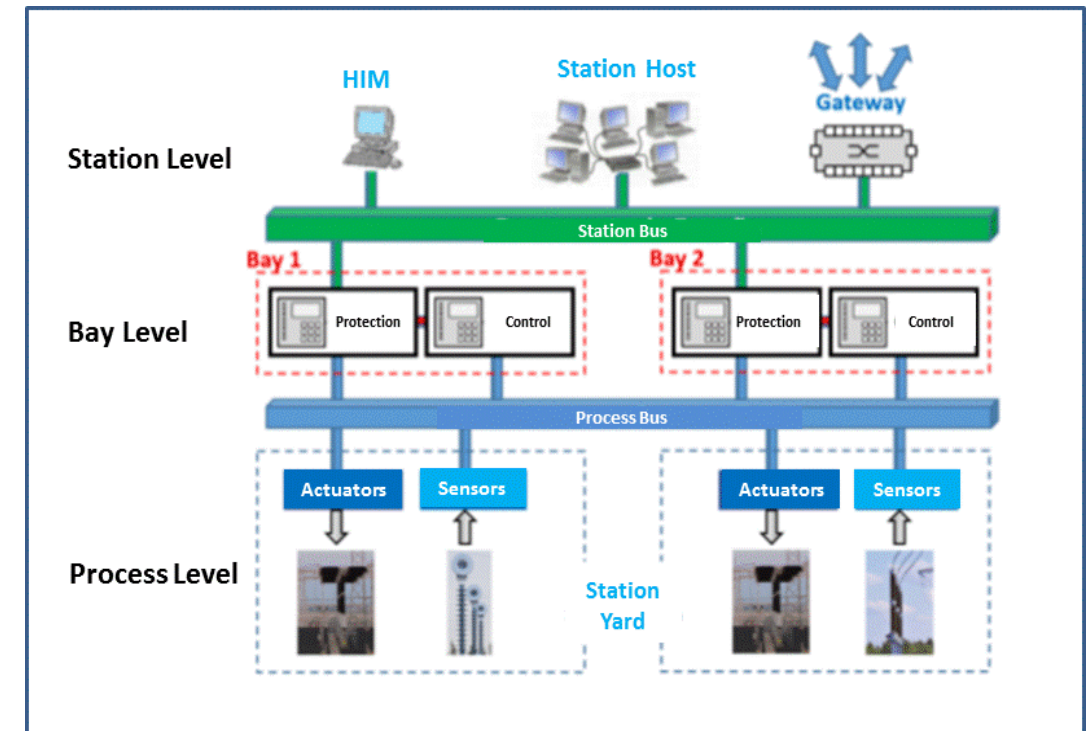 HIM
Station Host
Gateway
Station Level
Station Bus
Bay 1
Bay 2
Bay Level
Protection
Control
Protection
Control
Process Bus
Actuators
Sensors
Actuators
Sensors
Process Level
Station
Yard